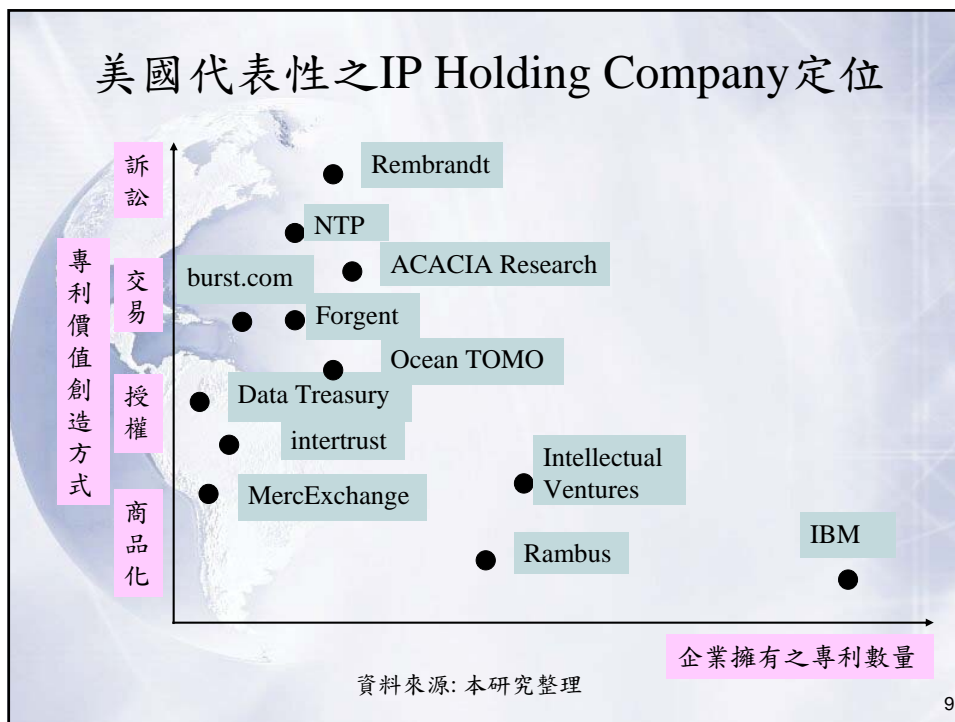 美國代表性之IP Holding Company定位
訴訟
交易
授權
商品化
專利價值創造方式
Rembrandt
NTP
ACACIA Research
burst.com
Forgent
Ocean TOMO
Data Treasury
intertrust
Intellectual
Ventures
MercExchange
IBM
Rambus
企業擁有之專利數量
資料來源: 本研究整理
9